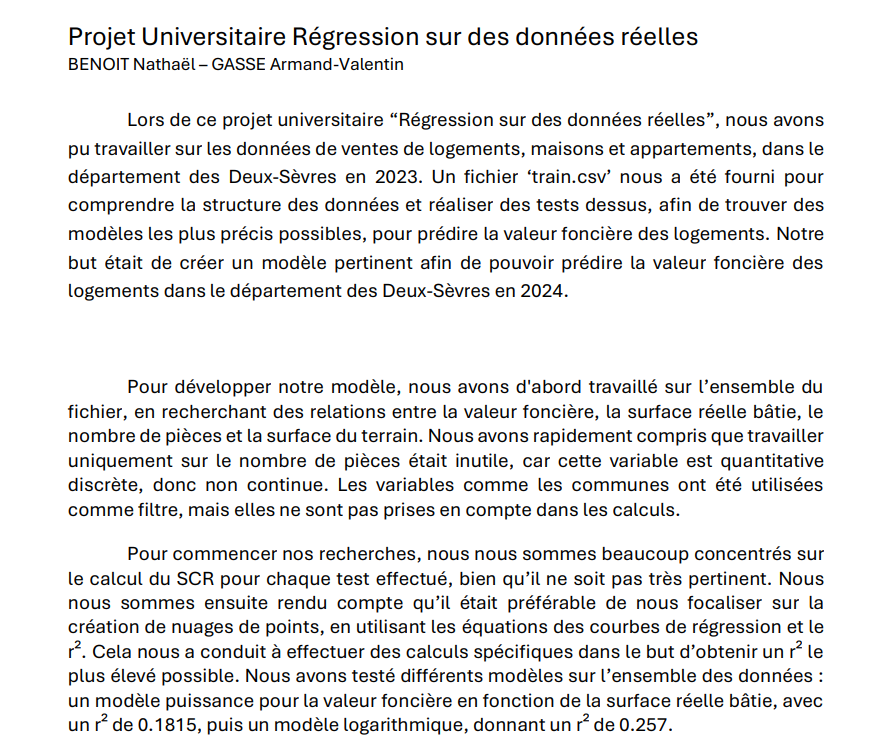 Projet Universitaire Régression sur des données réelles
BENOIT Nathaël – GASSE Armand-Valentin
Lors de ce projet universitaire “Régression sur des données réelles”, nous avons
pu travailler sur les données de ventes de logements, maisons et appartements, dans le
département des Deux-Sèvres en 2023. Un fichier ‘train.csv’ nous a été fourni pour
comprendre la structure des données et réaliser des tests dessus, afin de trouver des
modèles les plus précis possibles, pour prédire la valeur foncière des logements. Notre
but était de créer un modèle pertinent afin de pouvoir prédire la valeur foncière des
logements dans le département des Deux-Sèvres en 2024.
Pour développer notre modèle, nous avons d'abord travaillé sur l’ensemble du
fichier, en recherchant des relations entre la valeur foncière, la surface réelle bâtie, le
nombre de pièces et la surface du terrain. Nous avons rapidement compris que travailler
uniquement sur le nombre de pièces était inutile, car cette variable est quantitative
discrète, donc non continue. Les variables comme les communes ont été utilisées
comme filtre, mais elles ne sont pas prises en compte dans les calculs.
Pour commencer nos recherches, nous nous sommes beaucoup concentrés sur
le calcul du SCR pour chaque test effectué, bien qu’il ne soit pas très pertinent. Nous
nous sommes ensuite rendu compte qu’il était préférable de nous focaliser sur la
création de nuages de points, en utilisant les équations des courbes de régression et le
r². Cela nous a conduit à effectuer des calculs spécifiques dans le but d’obtenir un r² le
plus élevé possible. Nous avons testé différents modèles sur l’ensemble des données :
un modèle puissance pour la valeur foncière en fonction de la surface réelle bâtie, avec
un r² de 0.1815, puis un modèle logarithmique, donnant un r² de 0.257.